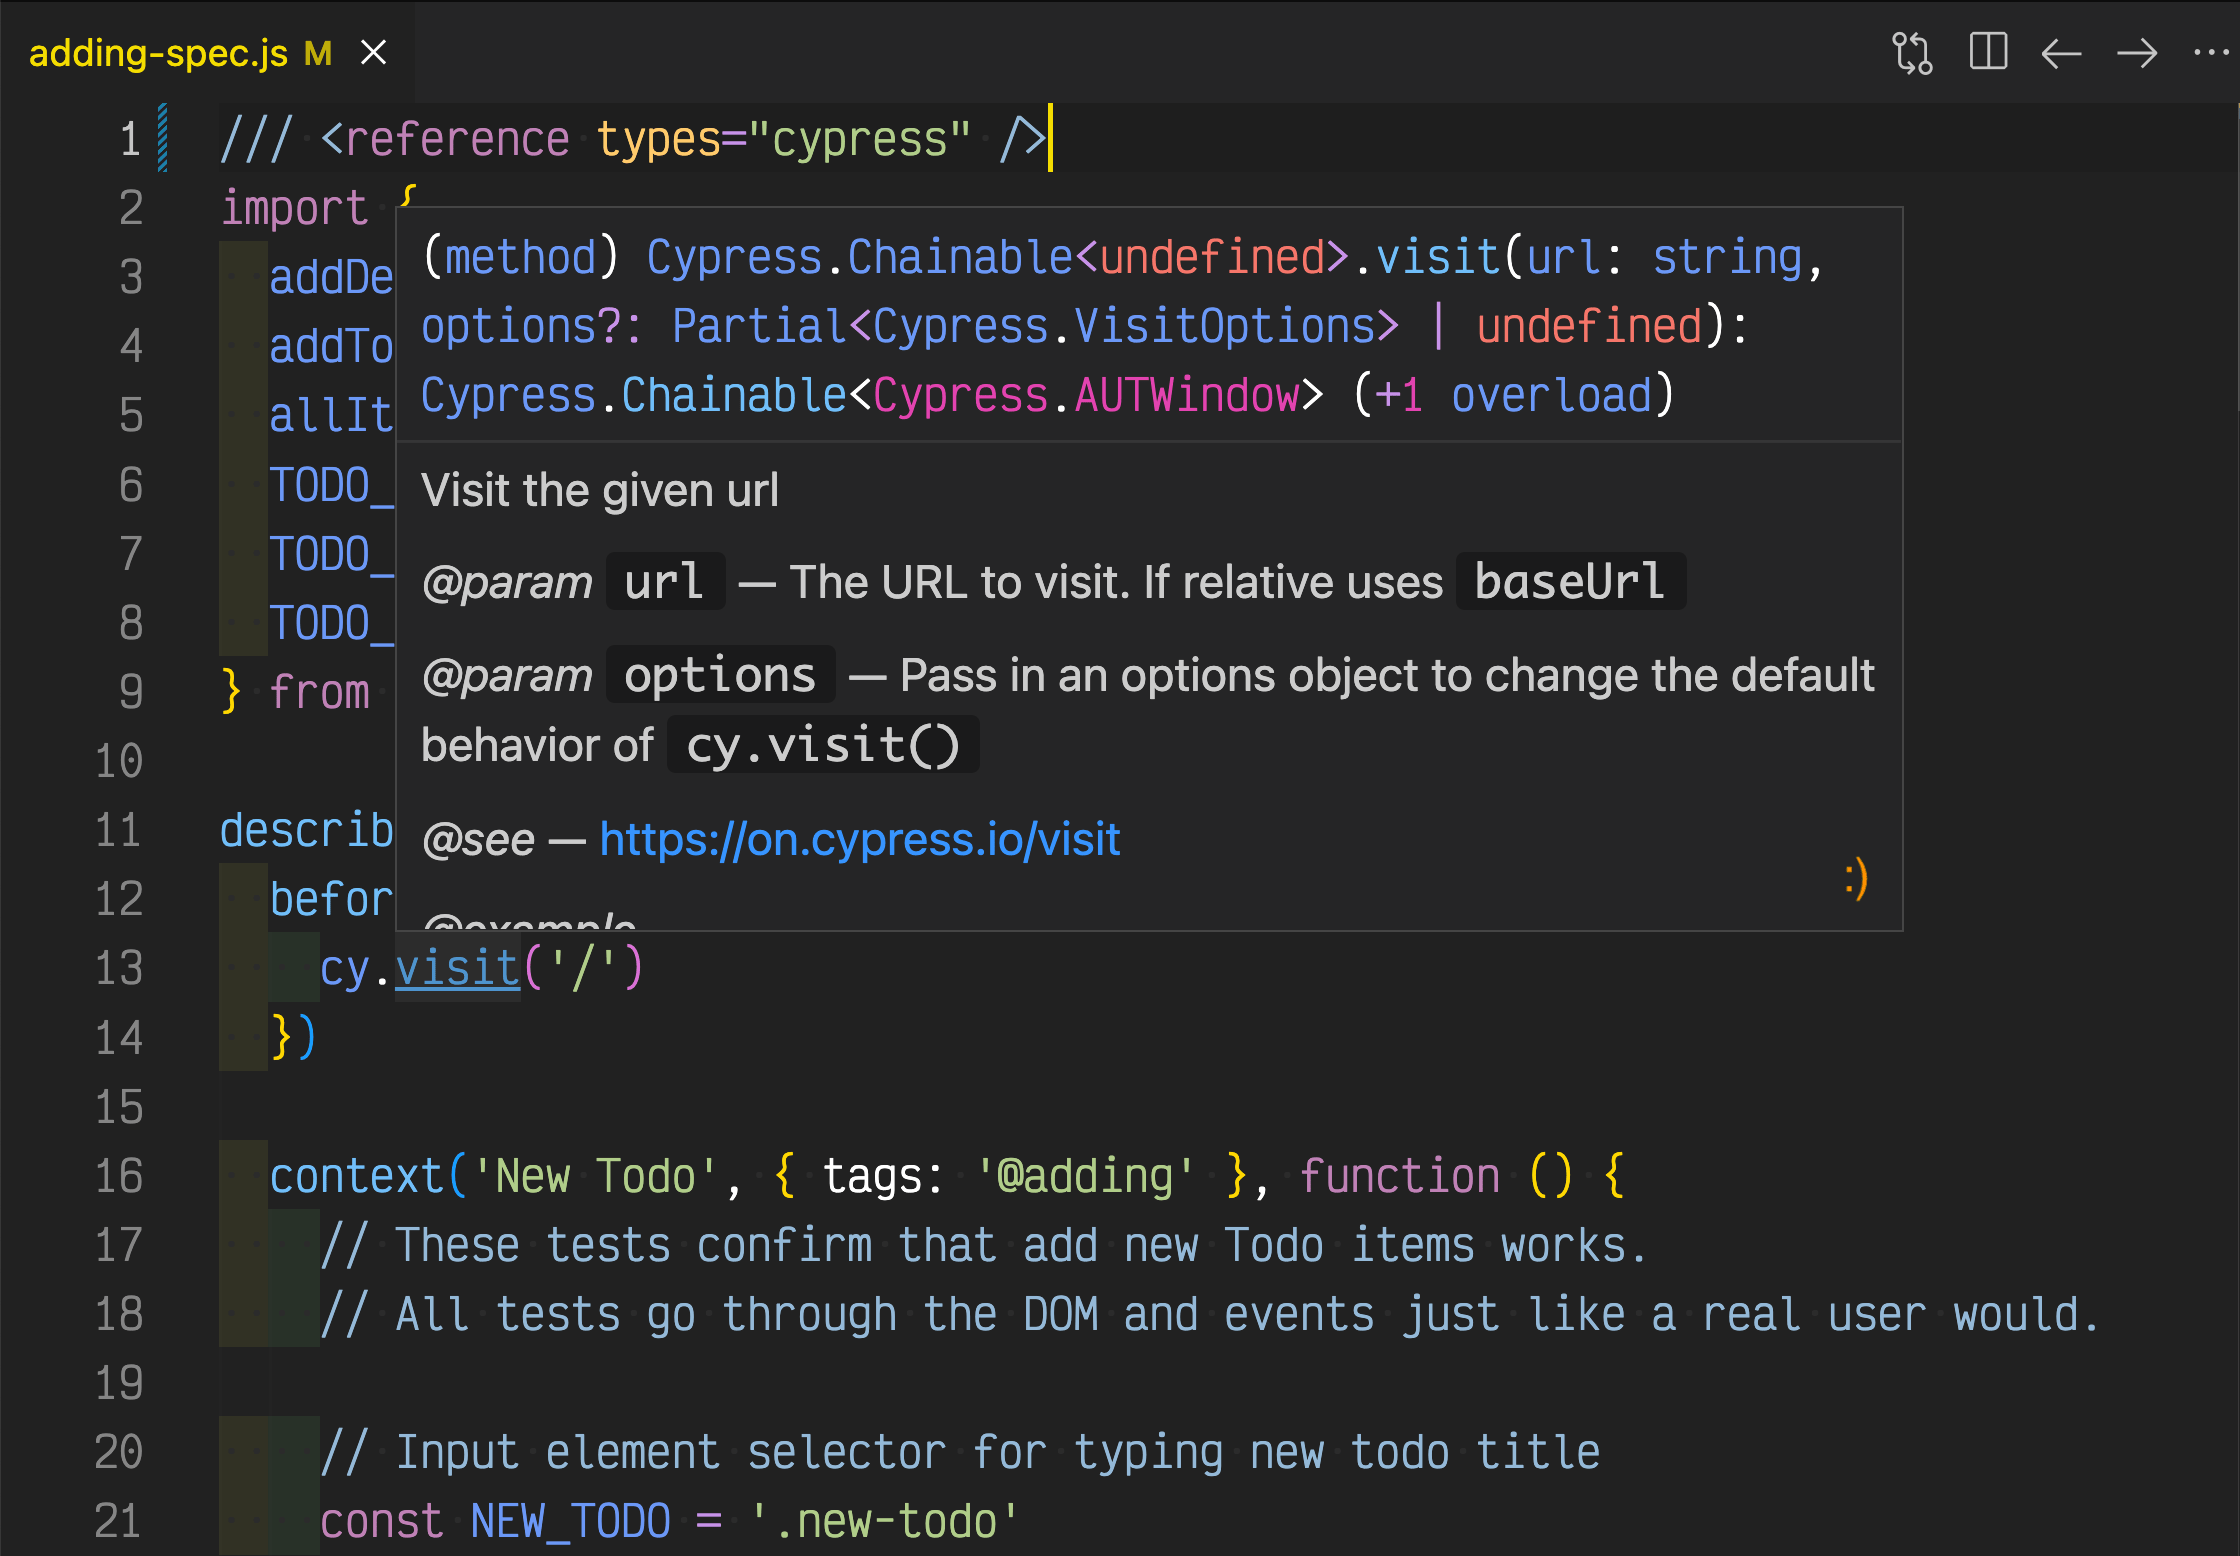 adding-spec.js M
1 /// <reference types="cypress" />
2 import {
3 addDe
4 addTo
5 allIt
6 TODO_
7 TODO_
8 TODO_
9 } from
10
11 describ
12 befor
(method) Cypress.Chainable<undefined>.visit(url: string,
options?: Partial<Cypress.VisitOptions> | undefined):
Cypress.Chainable<Cypress.AUTWindow> (+1 overload)
Visit the given url
@param url — The URL to visit. If relative uses baseUrl
@param options — Pass in an options object to change the default
behavior of cy.visit()
@see — https://on.cypress.io/visit
:)
@example
13 cy.visit('/')
14 })
15
16 context('New Todo', { tags: '@adding' }, function () {
17 // These tests confirm that add new Todo items works.
18 // All tests go through the DOM and events just like a real user would.
19
20 // Input element selector for typing new todo title
21 const NEW_TODO = '.new-todo'